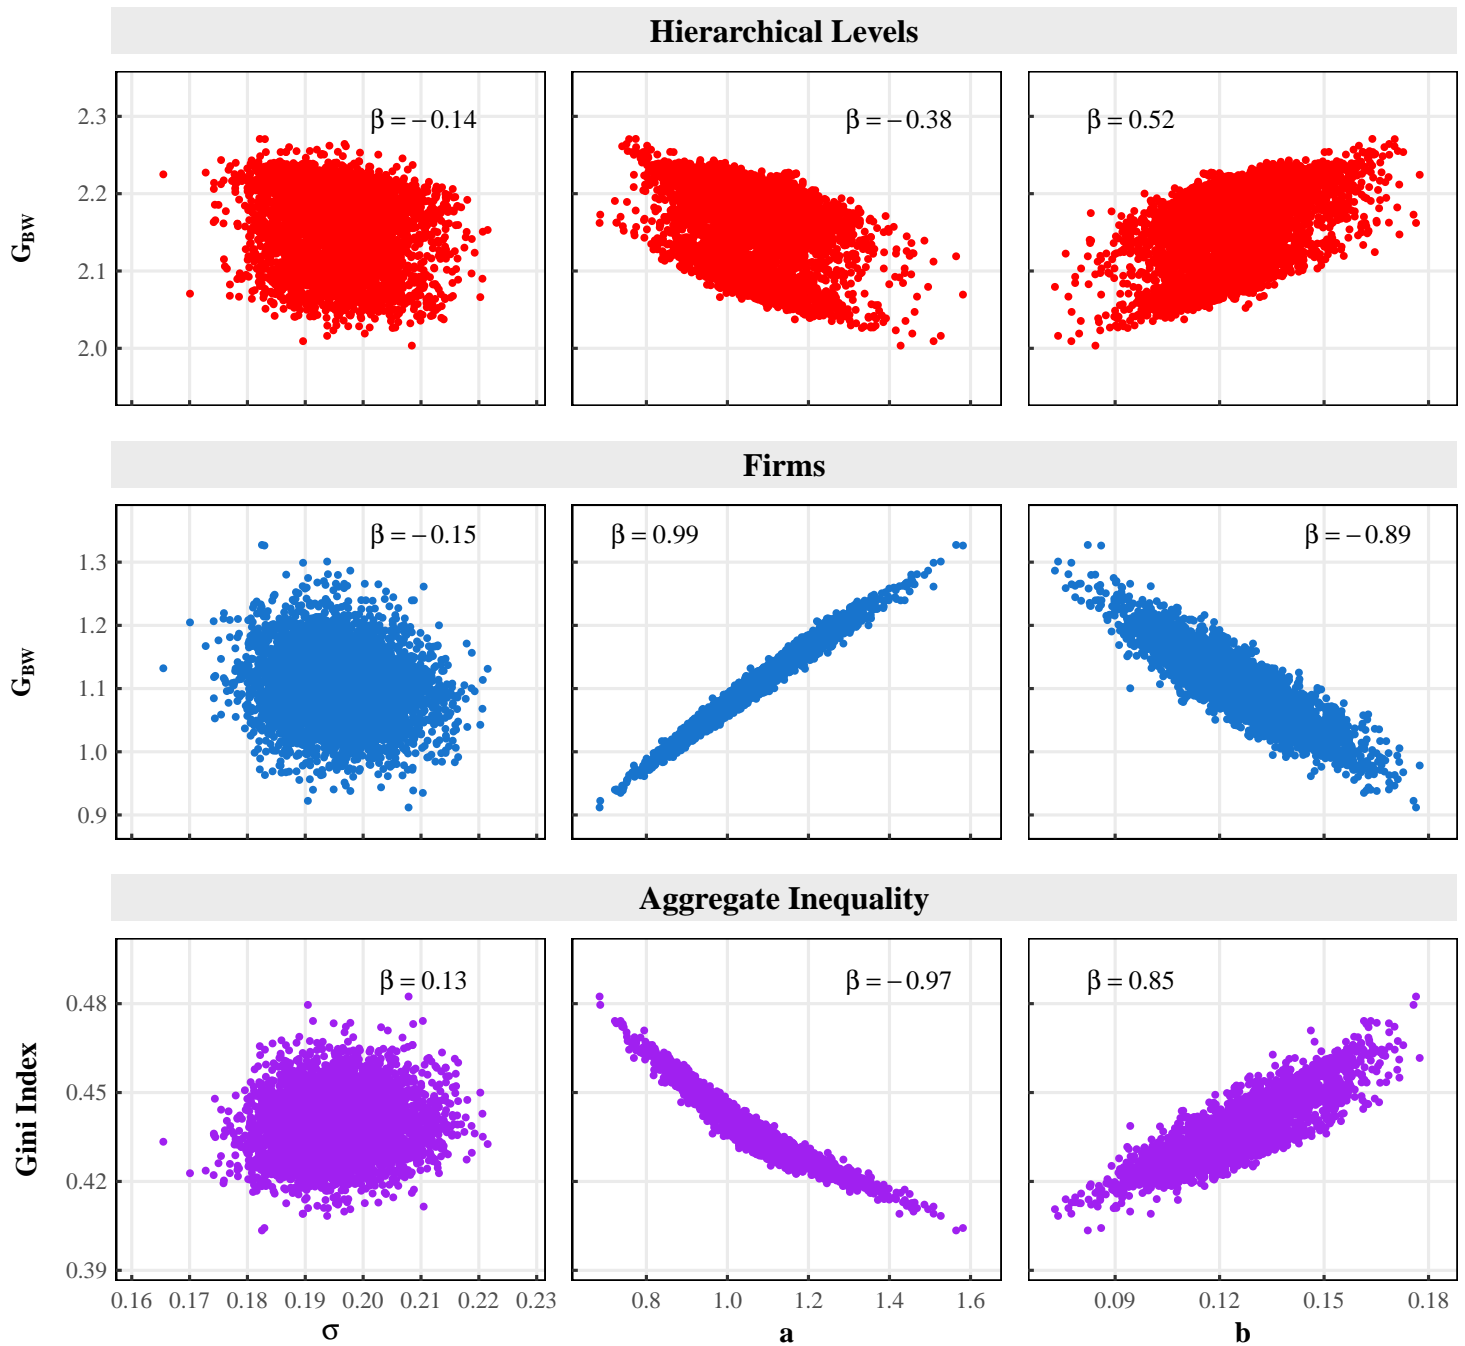 Hierarchical Levels
G_BW
2.3
2.2
2.1
2.0
β = −0.14
β = −0.38
β = 0.52
Firms
G_BW
1.3
1.2
1.1
1.0
0.9
β = −0.15
β = 0.99
β = −0.89
Aggregate Inequality
Gini Index
0.48
0.45
0.42
0.39
β = 0.13
β = −0.97
β = 0.85
0.16 0.17 0.18 0.19 0.20 0.21 0.22 0.23
0.8 1.0 1.2 1.4 1.6
0.09 0.12 0.15 0.18
σ
a
b